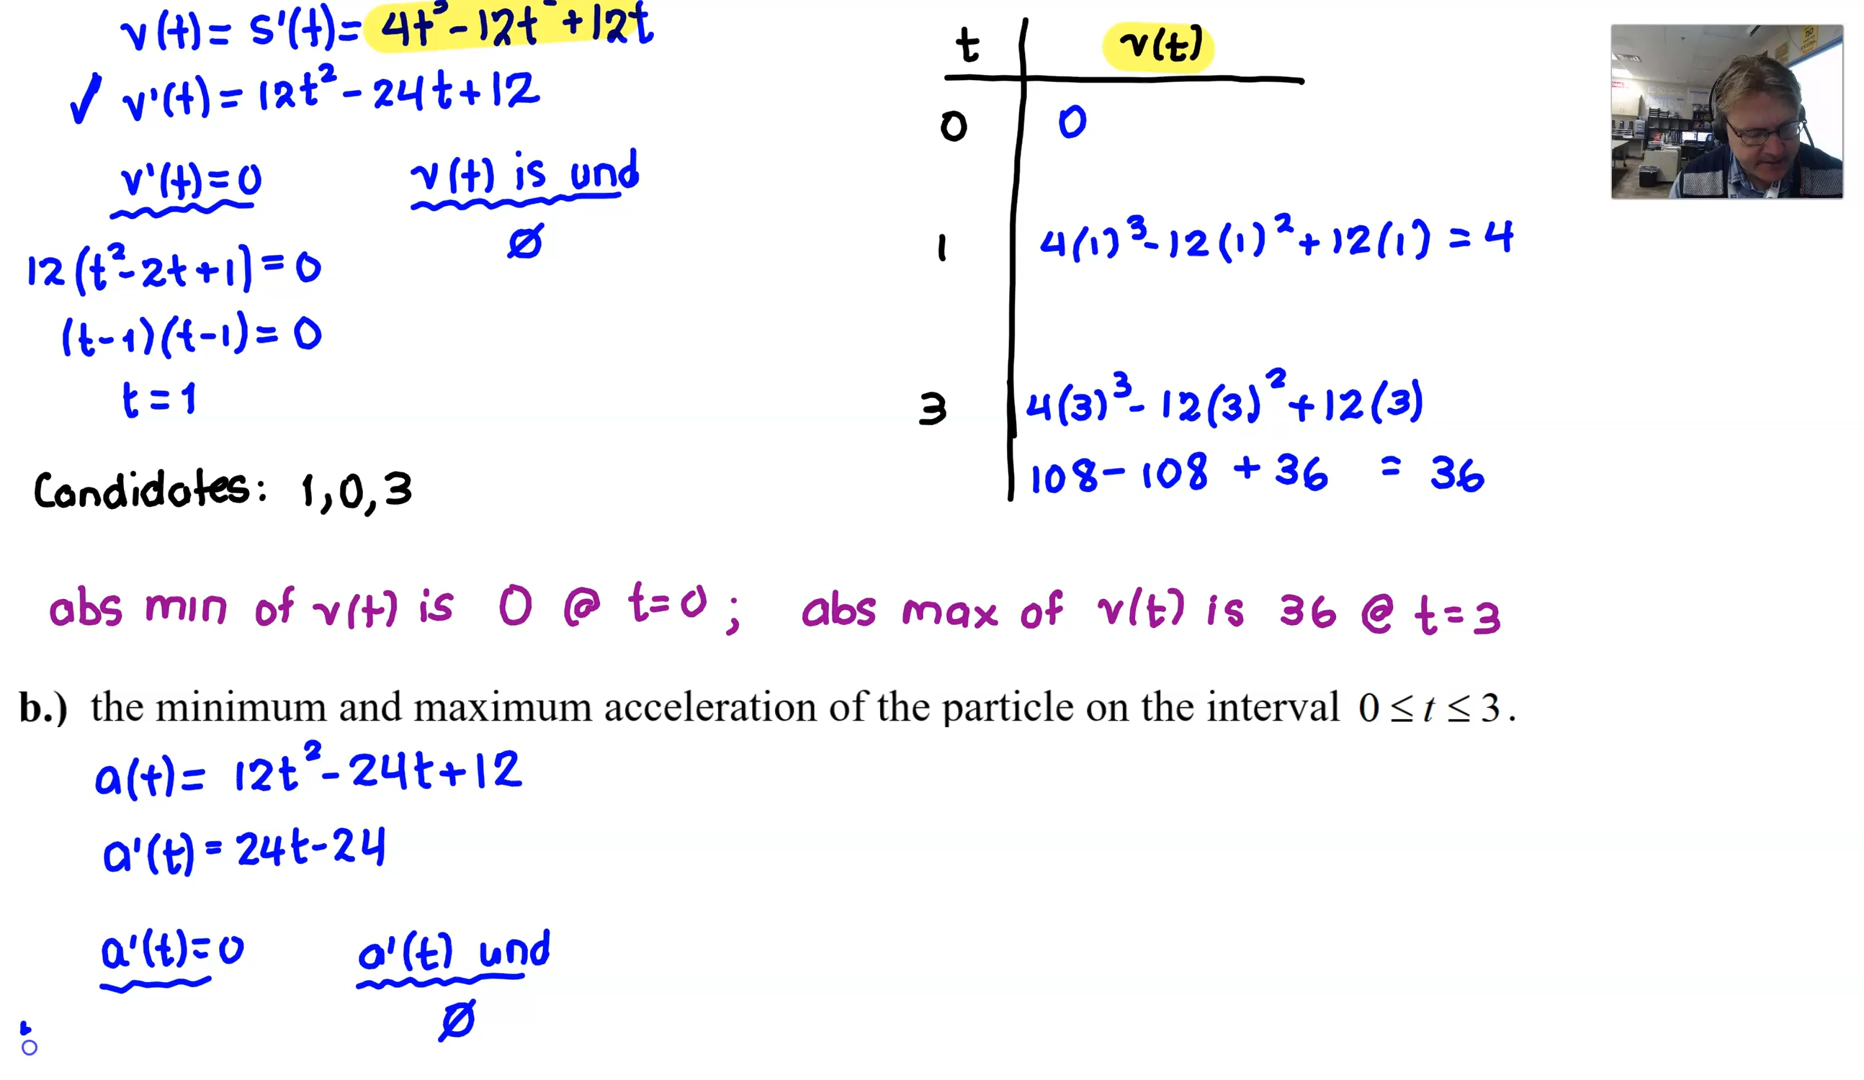 v(t) = s'(t) = 4t³ - 12t² + 12t
✓ v'(t) = 12t² - 24t + 12
v'(t) = 0 v(t) is und
Ø
12(t² - 2t + 1) = 0
(t-1)(t-1) = 0
t = 1
Candidates: 1, 0, 3
t v(t)
0 0
1 4(1)³ - 12(1)² + 12(1) = 4
3 4(3)³ - 12(3)² + 12(3)
108 - 108 + 36 = 36
abs min of v(t) is 0 @ t=0; abs max of v(t) is 36 @ t=3
b.) the minimum and maximum acceleration of the particle on the interval 0 ≤ t ≤ 3.
a(t) = 12t² - 24t + 12
a'(t) = 24t - 24
a'(t) = 0 a'(t) und
Ø